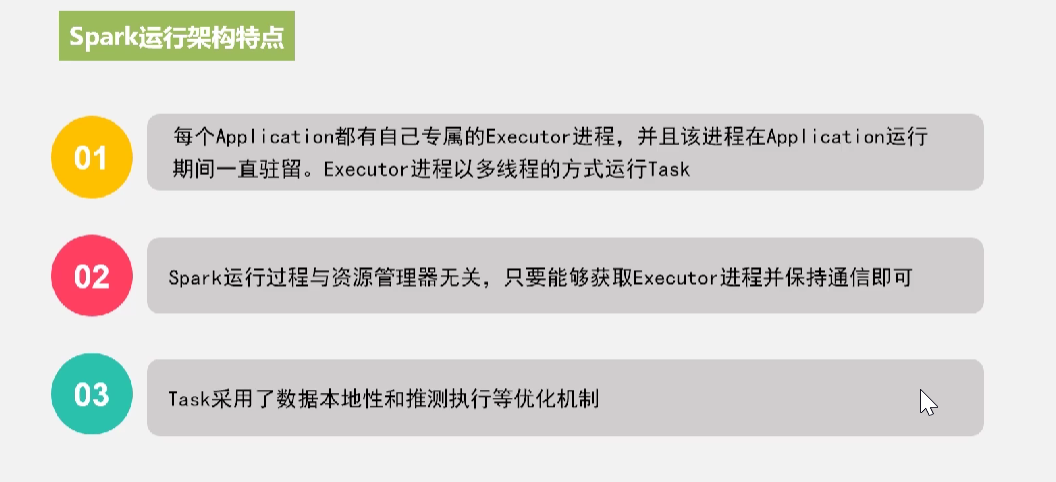 Spark运行架构特点
01
每个Application都有自己专属的Executor进程，并且该进程在Application运行
期间一直驻留。Executor进程以多线程的方式运行Task
02
Spark运行过程与资源管理器无关，只要能够获取Executor进程并保持通信即可
03
Task采用了数据本地性和推测执行等优化机制